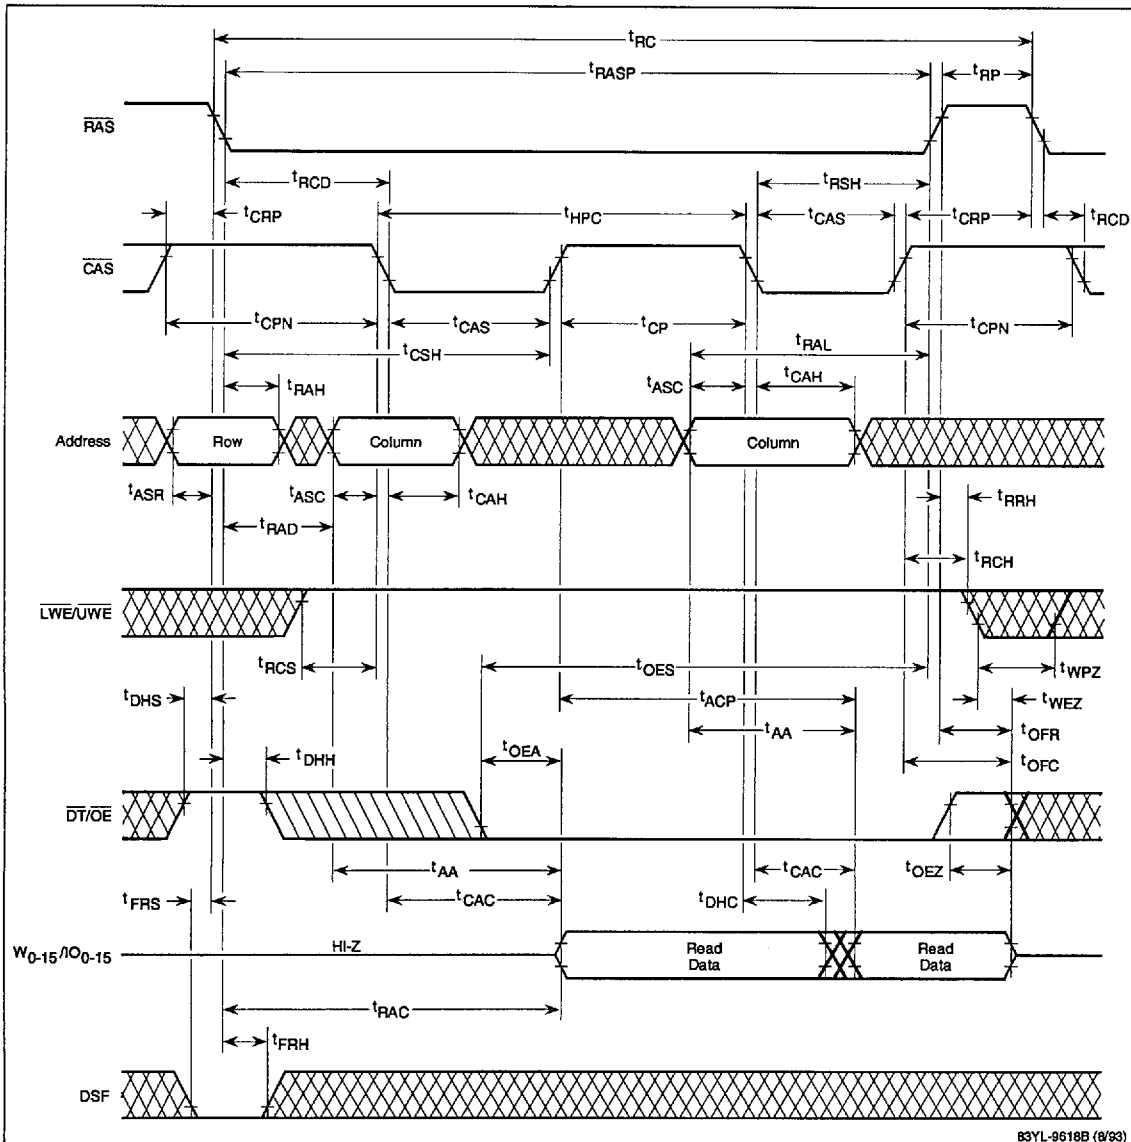 tRC
tRASP
tRP
RAS
tRCD
tRSH
tCRP
tHPC
tCAS
tCRP
tRCD
CAS
tCPN
tCAS
tCP
tCPN
tCSH
tRAL
tRAH
tASC
tCAH
Address
Row
Column
Column
tASR
tASC
tCAH
tRRH
tRAD
tRCH
LWE/UWE
tRCS
tOES
tWPZ
tDHS
tACP
tWEZ
tAA
tOFR
tOEA
tDHH
tOFC
DT/OE
tAA
tCAC
tOEZ
tFRS
tCAC
tDHC
W0-15/IO0-15
HI-Z
Read
Data
Read
Data
tRAC
tFRH
DSF
83YL-9618B (8/93)